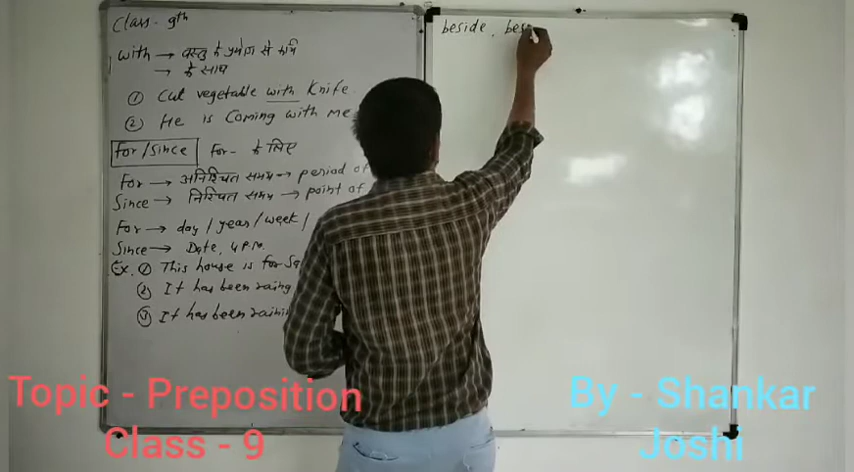 Class - 9th
with → वस्तु के प्रयोग से
→ के साथ
① Cut vegetable with Knife.
② He is Coming with me
For/Since For - के लिए
For → अनिश्चित समय → period of
Since → निश्चित समय → point of
For → day / year / week /
Since → Date, 4 P.M.
Ex. ① This house is for Sa
② It has been raing
It has been raini
beside, bes
Topic - Preposition
Class - 9
By - Shankar
Joshi